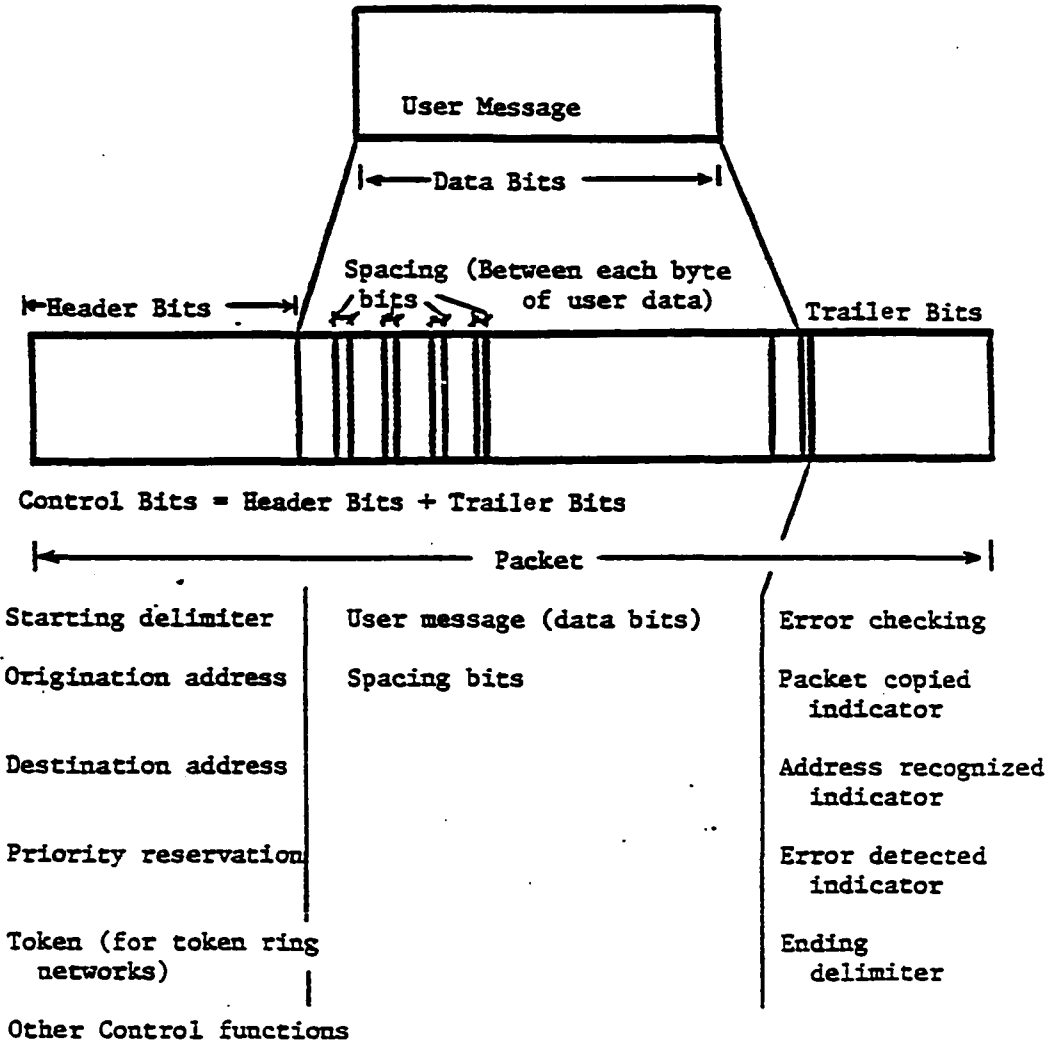 User Message
Data Bits
Spacing (Between each byte
bits of user data)
Header Bits
Trailer Bits
Control Bits = Header Bits + Trailer Bits
Packet
Starting delimiter
User message (data bits)
Error checking
Origination address
Spacing bits
Packet copied
indicator
Destination address
Address recognized
indicator
Priority reservation
Error detected
indicator
Token (for token ring
networks)
Ending
delimiter
Other Control functions